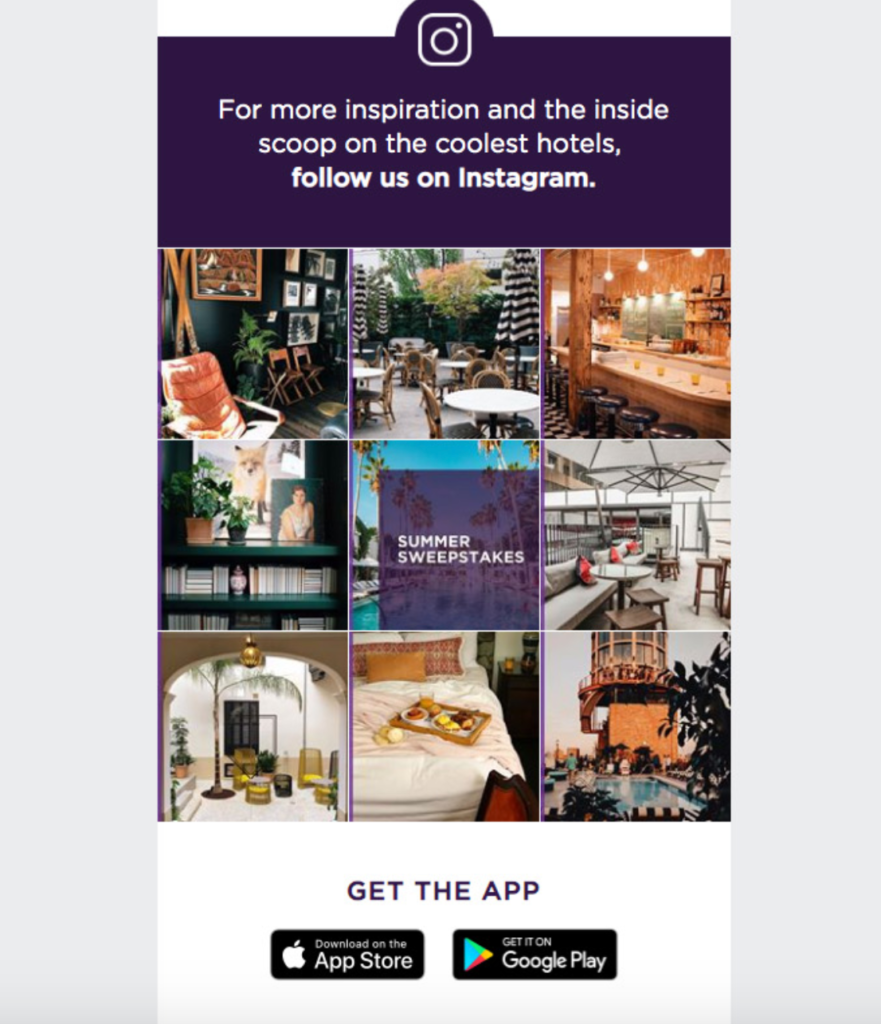 For more inspiration and the inside
scoop on the coolest hotels,
follow us on Instagram.
SUMMER
SWEEPSTAKES
GET THE APP
Download on the
App Store
GET IT ON
Google Play